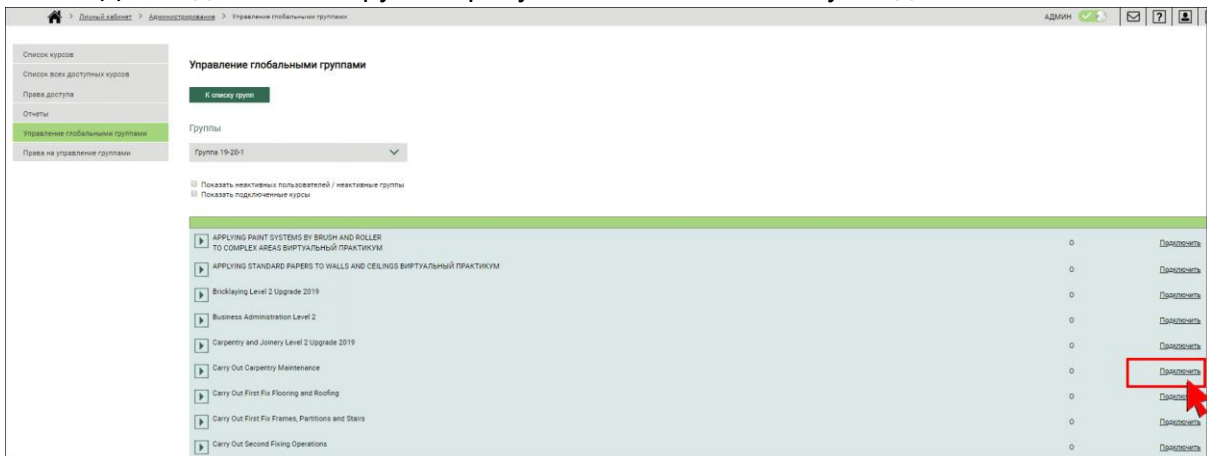 Личный кабинет > Администрирование > Управление глобальными группами
АДМИН
Список курсов
Список всех доступных курсов
Права доступа
Отчеты
Управление глобальными группами
Права на управление группами
Управление глобальными группами
К списку групп
Группы
Группа 19-20-1
Показать неактивных пользователей / неактивные группы
Показать подключенные курсы
APPLYING PAINT SYSTEMS BY BRUSH AND ROLLER
TO COMPLEX AREAS ВИРТУАЛЬНЫЙ ПРАКТИКУМ 0 Подключить
APPLYING STANDARD PAPERS TO WALLS AND CEILINGS ВИРТУАЛЬНЫЙ ПРАКТИКУМ 0 Подключить
Bricklaying Level 2 Upgrade 2019 0 Подключить
Business Administration Level 2 0 Подключить
Carpentry and Joinery Level 2 Upgrade 2019 0 Подключить
Carry Out Carpentry Maintenance 0 Подключить
Carry Out First Fix Flooring and Roofing 0
Carry Out First Fix Frames, Partitions and Stairs 0 Подключить
Carry Out Second Fixing Operations 0 Подключить